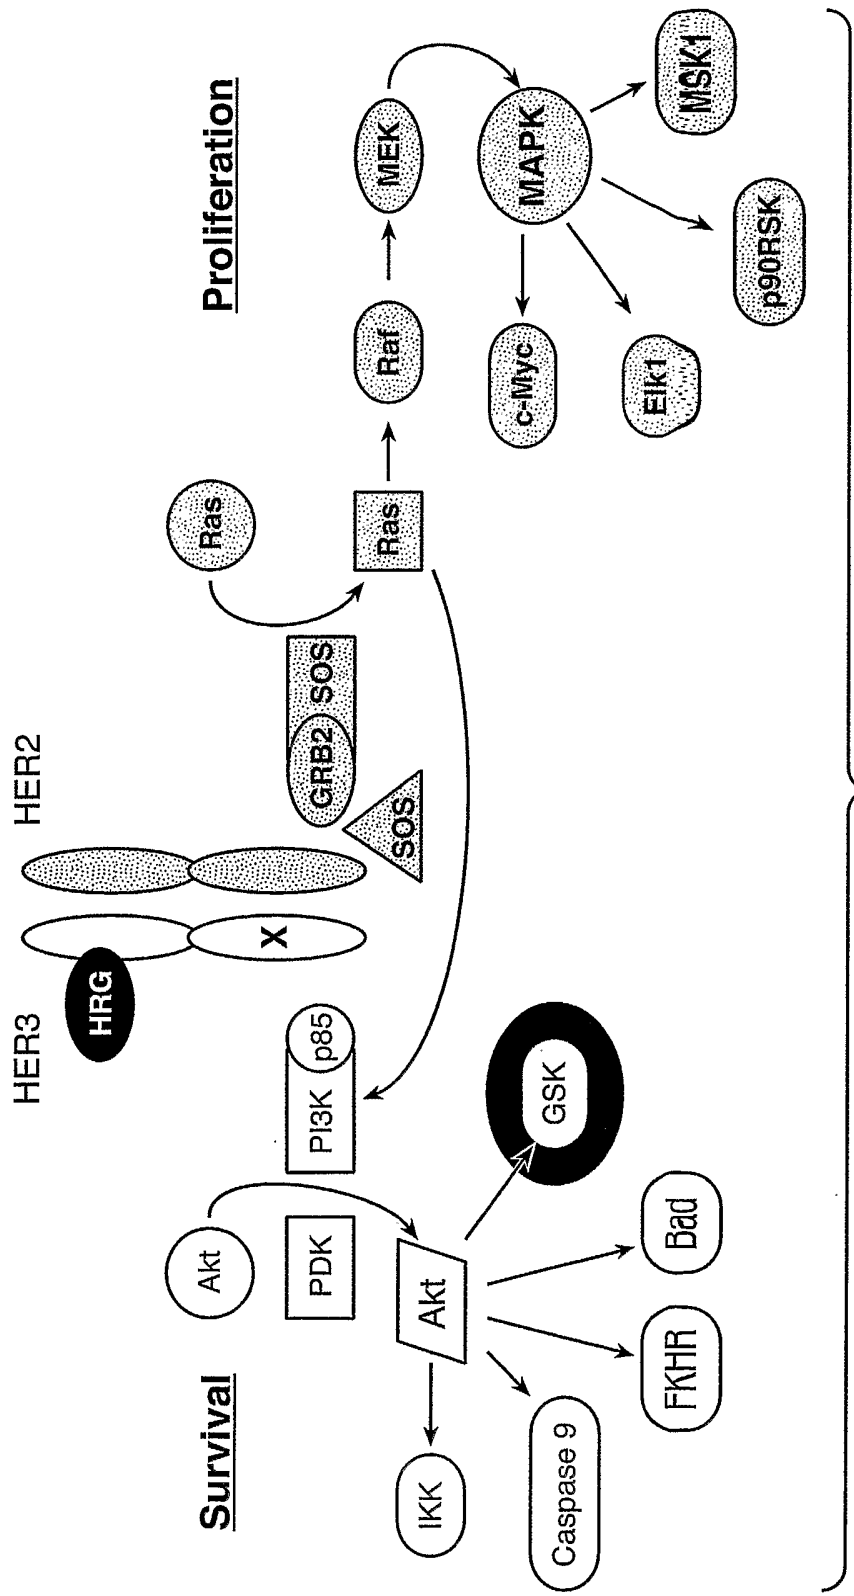 HER3
HER2
HRG
X
Survival
Proliferation
Akt
Ras
PDK
PI3K
p85
GRB2
SOS
SOS
Akt
Ras
Raf
MEK
IKK
GSK
c-Myc
MAPK
Caspase 9
FKHR
Bad
Elk1
p90RSK
MSK1